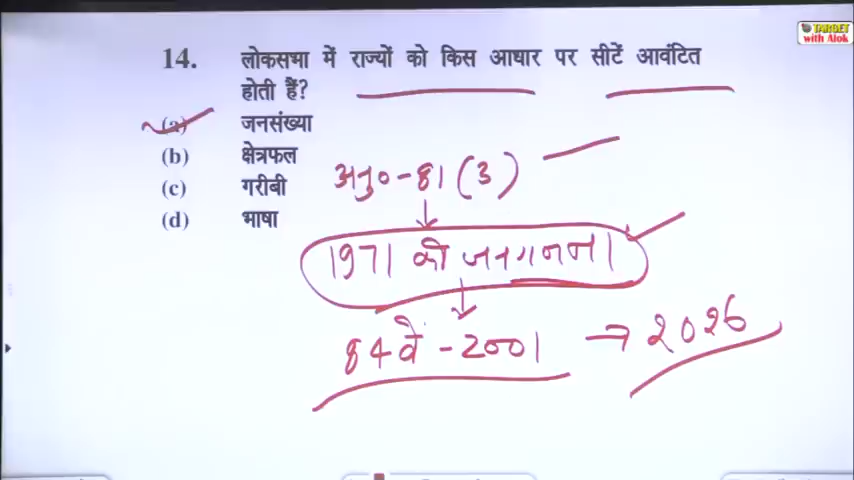 TARGET
with Alok
14. लोकसभा में राज्यों को किस आधार पर सीटें आवंटित
होती हैं?
(a) जनसंख्या
(b) क्षेत्रफल
(c) गरीबी
(d) भाषा
अनु० - 81 (3)
1971 की जनगनना
84वें - 2001 → 2026